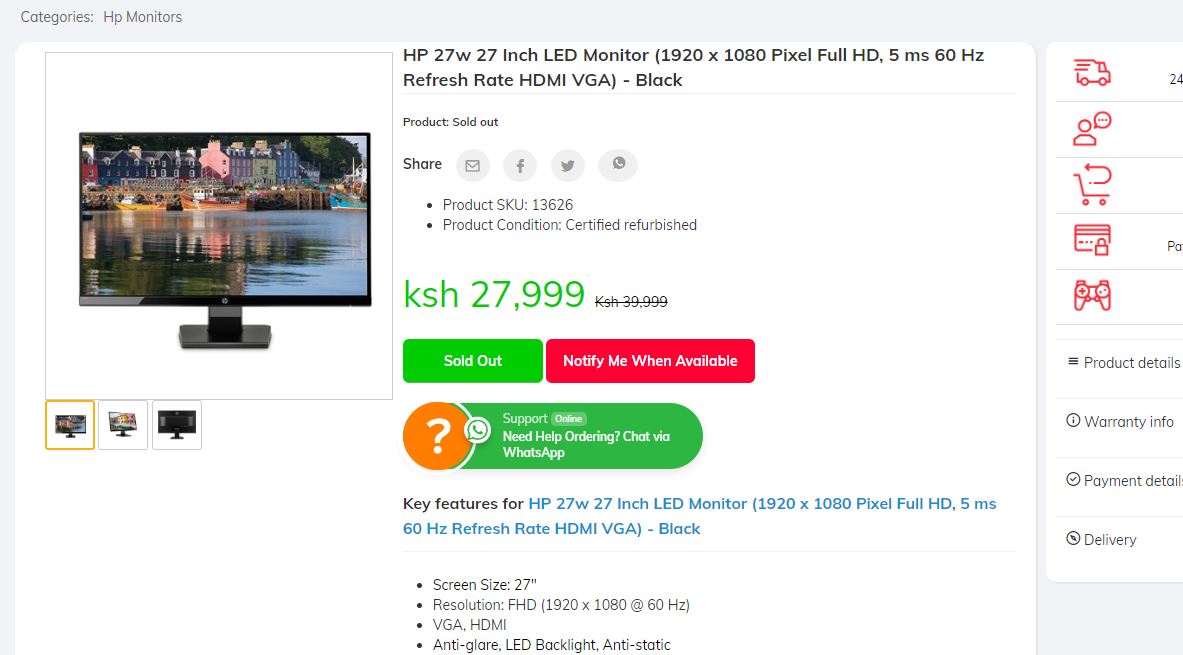 Categories: Hp Monitors
HP 27w 27 Inch LED Monitor (1920 x 1080 Pixel Full HD, 5 ms 60 Hz
Refresh Rate HDMI VGA) - Black
Product: Sold out
Share
Product SKU: 13626
Product Condition: Certified refurbished
ksh 27,999 Ksh 39,999
Sold Out
Notify Me When Available
?
Support Online
Need Help Ordering? Chat via
WhatsApp
Key features for HP 27w 27 Inch LED Monitor (1920 x 1080 Pixel Full HD, 5 ms
60 Hz Refresh Rate HDMI VGA) - Black
Screen Size: 27"
Resolution: FHD (1920 x 1080 @ 60 Hz)
VGA, HDMI
Anti-glare, LED Backlight, Anti-static
24
Product details
Warranty info
Payment details
Delivery